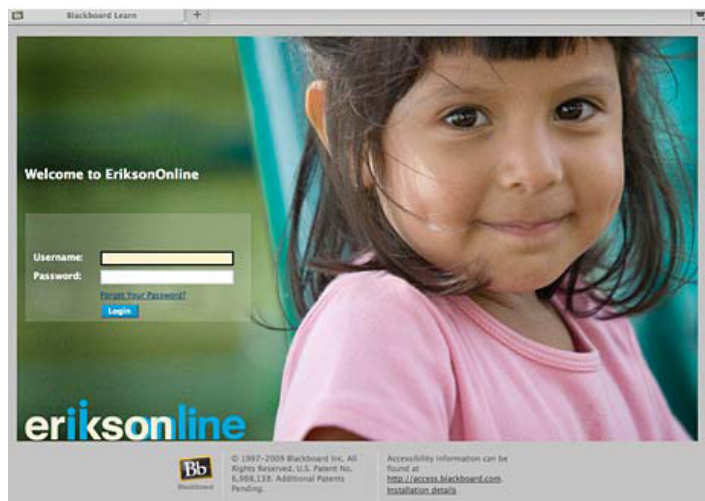 Blackboard Learn
Welcome to EriksonOnline
Username:
Password:
Forgot Your Password?
Login
eriksonline
Bb
Blackboard
© 1997-2009 Blackboard Inc. All
Rights Reserved. U.S. Patent No.
6,988,138. Additional Patents
Pending.
Accessibility information can be
found at
http://access.blackboard.com.
Installation details